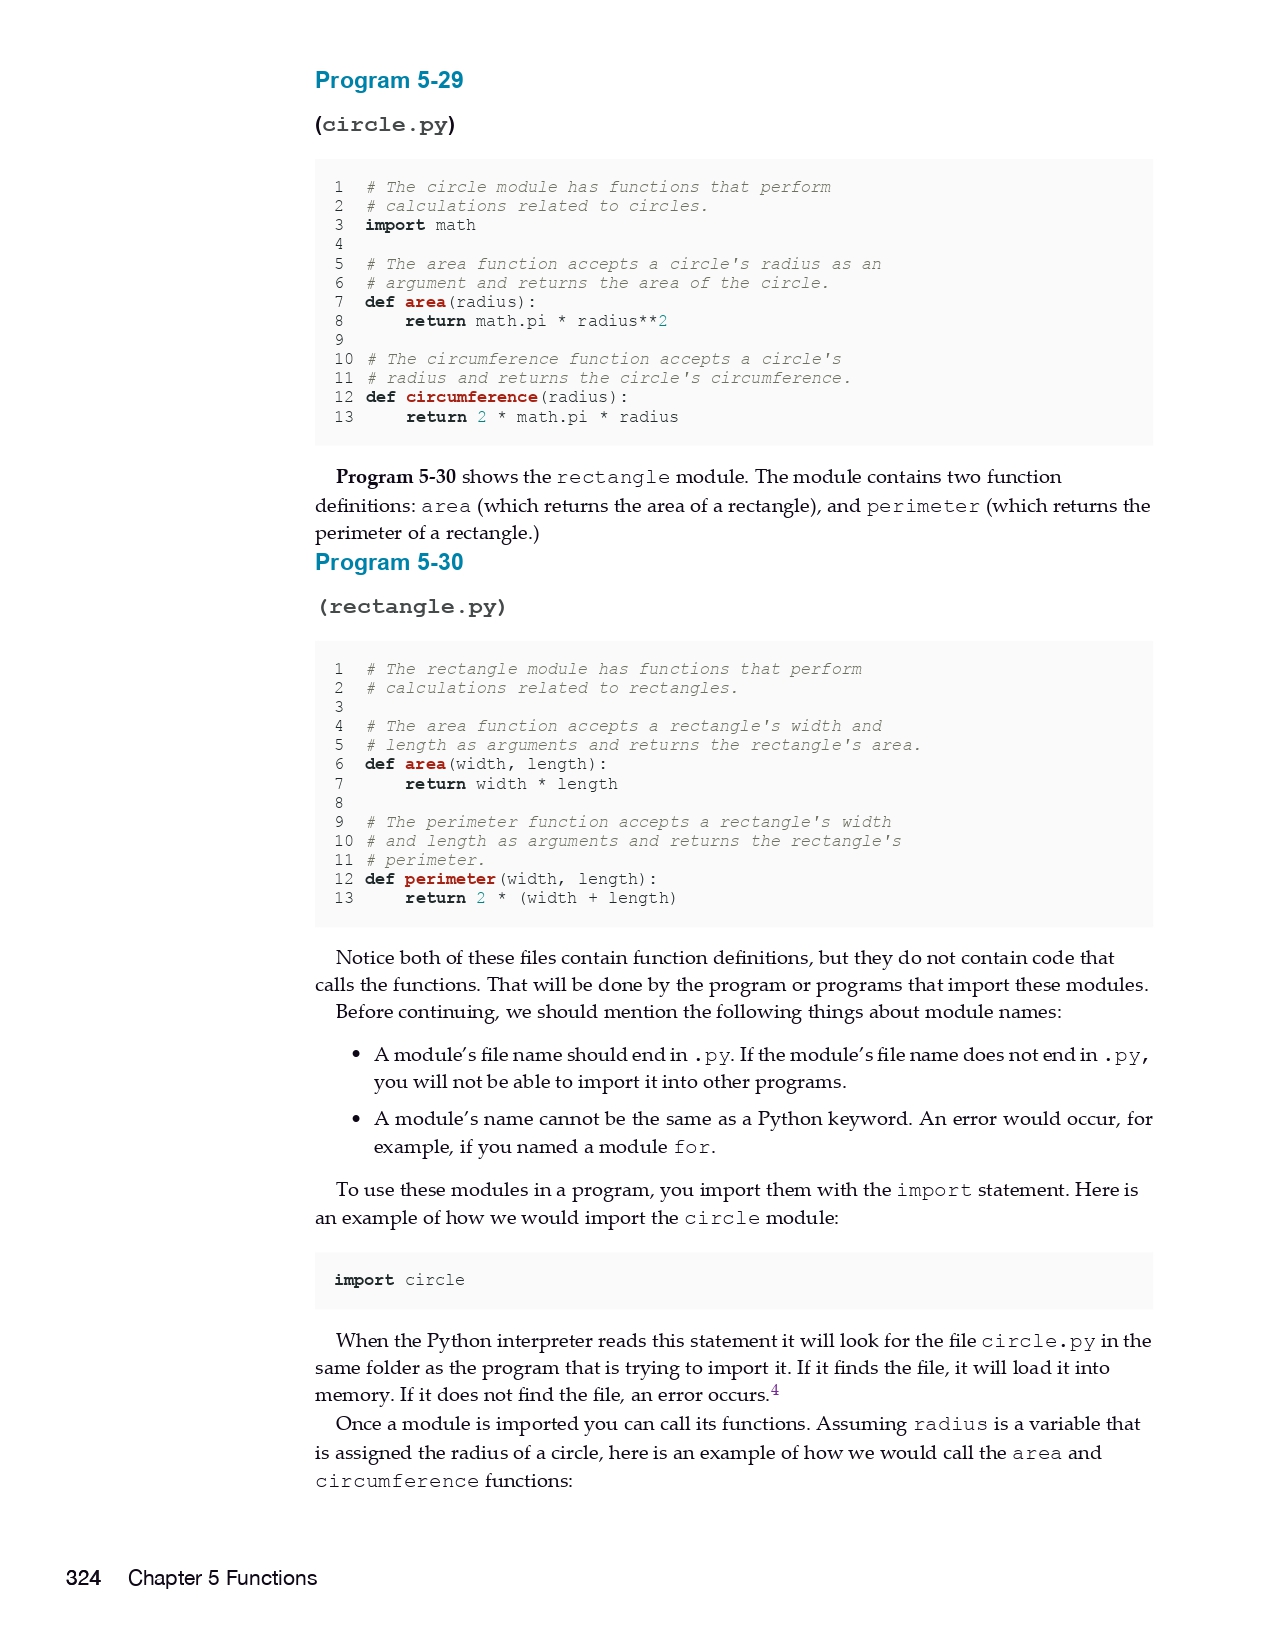 Program 5-29
(circle.py)
1 # The circle module has functions that perform
2 # calculations related to circles.
3 import math
4
5 # The area function accepts a circle's radius as an
6 # argument and returns the area of the circle.
7 def area(radius):
8     return math.pi * radius**2
9
10 # The circumference function accepts a circle's
11 # radius and returns the circle's circumference.
12 def circumference(radius):
13     return 2 * math.pi * radius
Program 5-30 shows the rectangle module. The module contains two function
definitions: area (which returns the area of a rectangle), and perimeter (which returns the
perimeter of a rectangle.)
Program 5-30
(rectangle.py)
1 # The rectangle module has functions that perform
2 # calculations related to rectangles.
3
4 # The area function accepts a rectangle's width and
5 # length as arguments and returns the rectangle's area.
6 def area(width, length):
7     return width * length
8
9 # The perimeter function accepts a rectangle's width
10 # and length as arguments and returns the rectangle's
11 # perimeter.
12 def perimeter(width, length):
13     return 2 * (width + length)
Notice both of these files contain function definitions, but they do not contain code that
calls the functions. That will be done by the program or programs that import these modules.
Before continuing, we should mention the following things about module names:
• A module’s file name should end in .py. If the module’s file name does not end in .py,
you will not be able to import it into other programs.
• A module’s name cannot be the same as a Python keyword. An error would occur, for
example, if you named a module for.
To use these modules in a program, you import them with the import statement. Here is
an example of how we would import the circle module:
import circle
When the Python interpreter reads this statement it will look for the file circle.py in the
same folder as the program that is trying to import it. If it finds the file, it will load it into
memory. If it does not find the file, an error occurs.4
Once a module is imported you can call its functions. Assuming radius is a variable that
is assigned the radius of a circle, here is an example of how we would call the area and
circumference functions:
324 Chapter 5 Functions